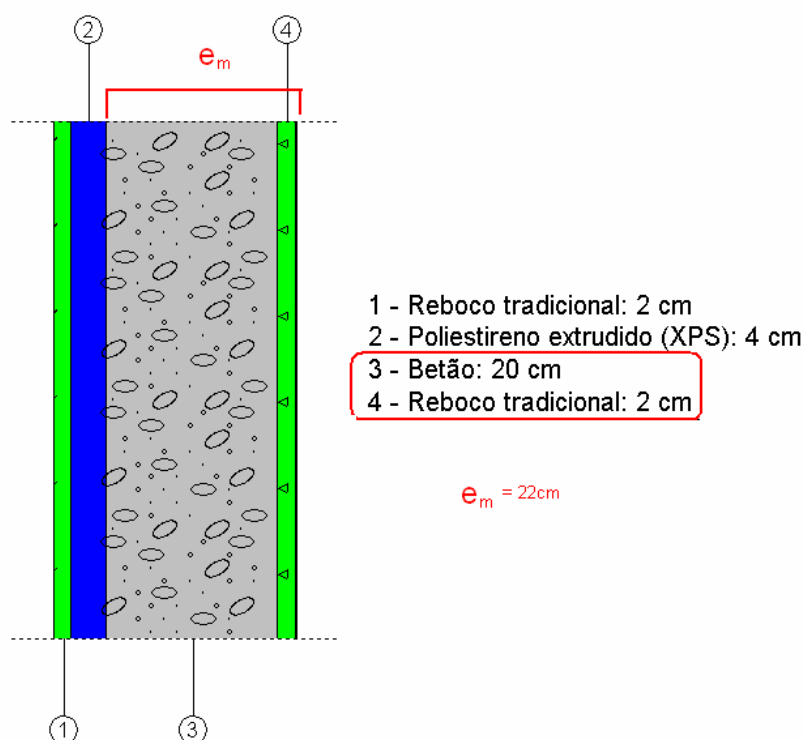 2
4
e_m
1 - Reboco tradicional: 2 cm
2 - Poliestireno extrudido (XPS): 4 cm
3 - Betão: 20 cm
4 - Reboco tradicional: 2 cm
e_m = 22cm
1
3